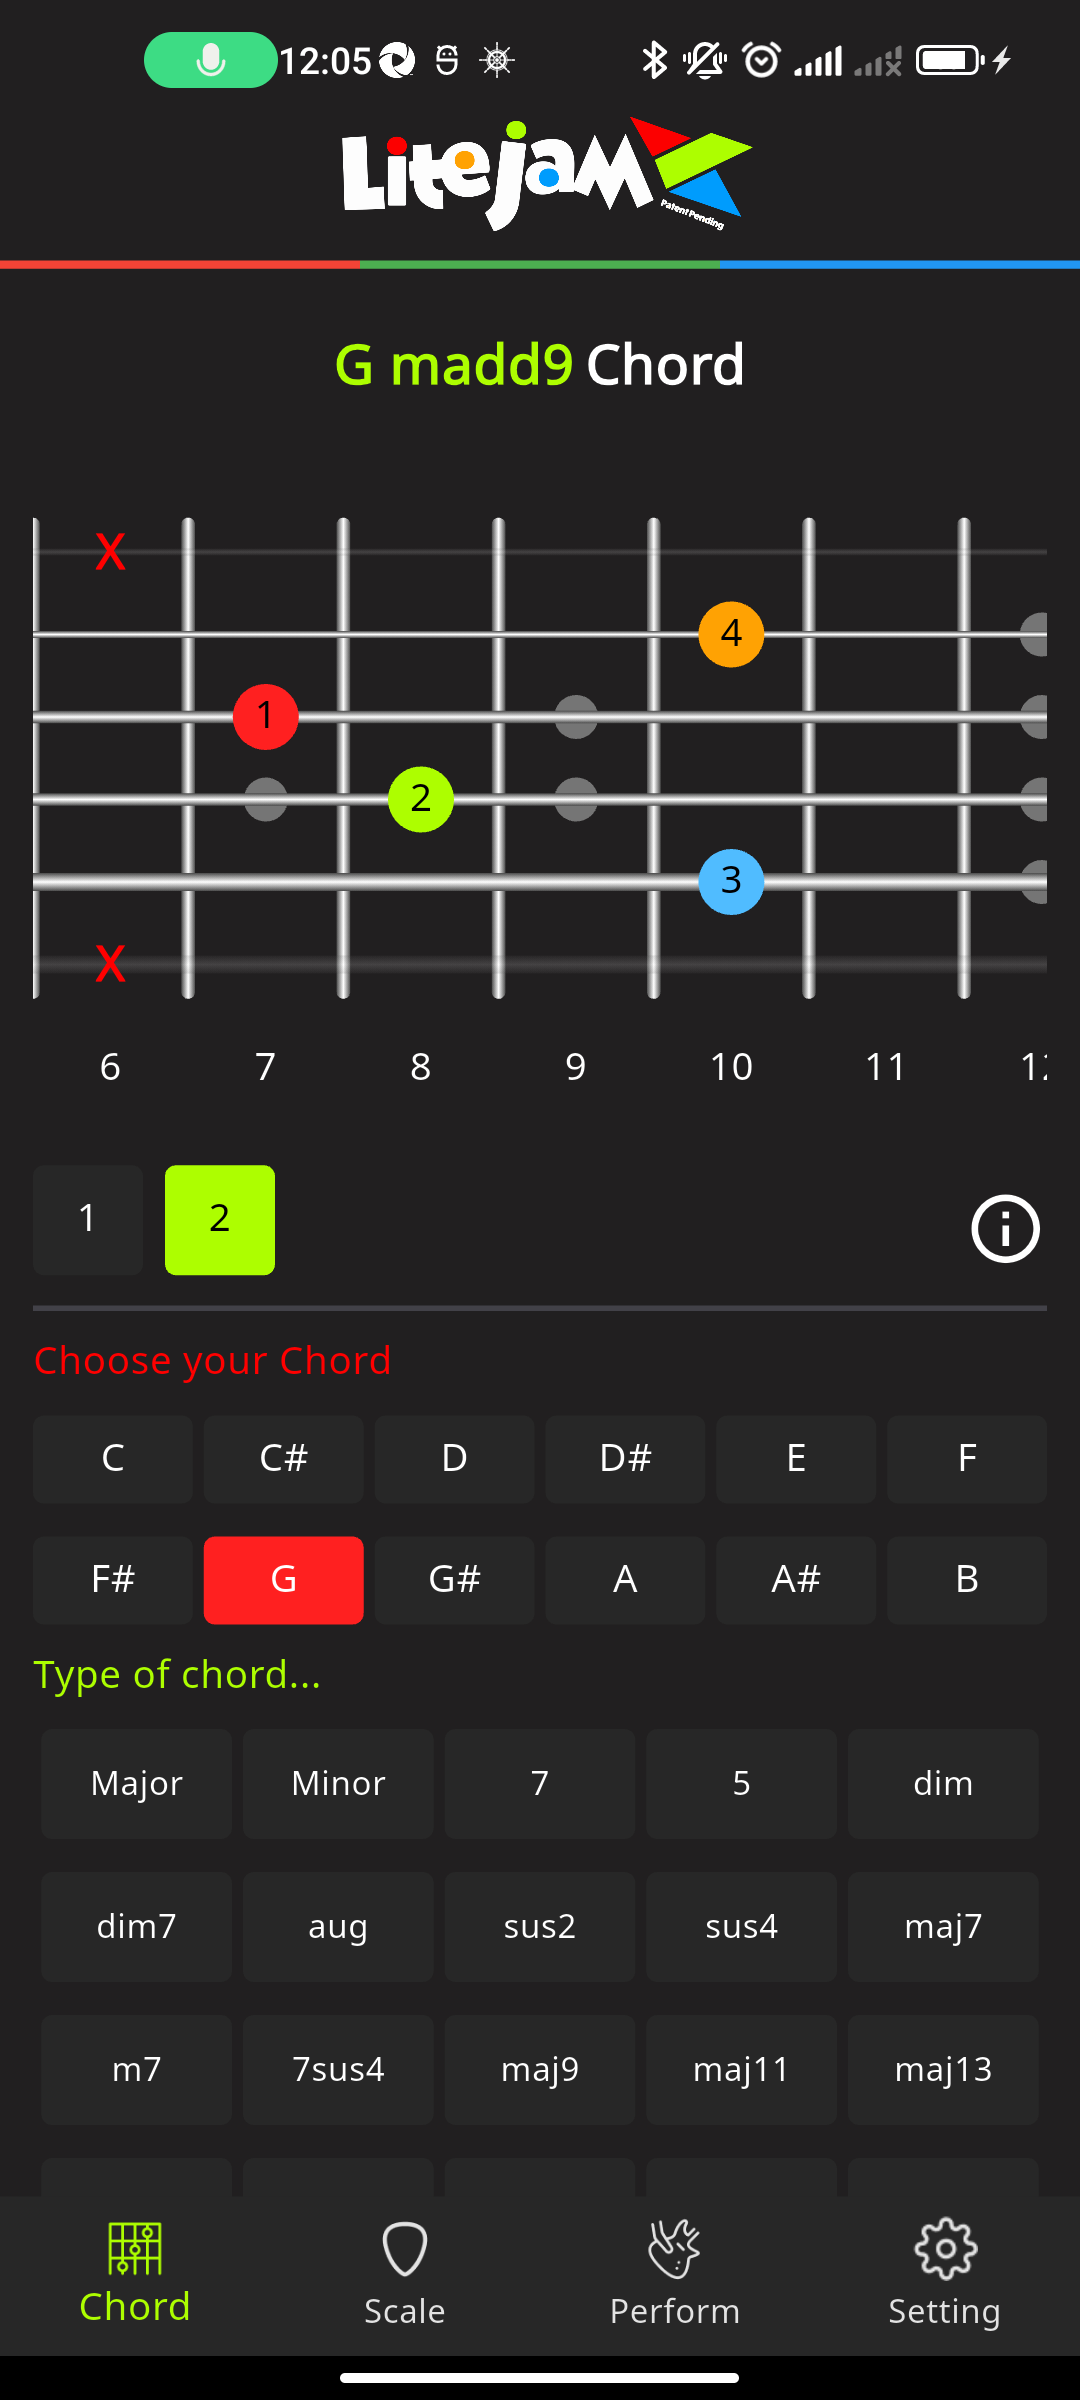 12:05
Litejam
Patent Pending
G madd9 Chord
X
4
1
2
3
X
6 7 8 9 10 11
1 2
Choose your Chord
C C# D D# E F
F# G G# A A# B
Type of chord...
Major Minor 7 5 dim
dim7 aug sus2 sus4 maj7
m7 7sus4 maj9 maj11 maj13
Chord Scale Perform Setting